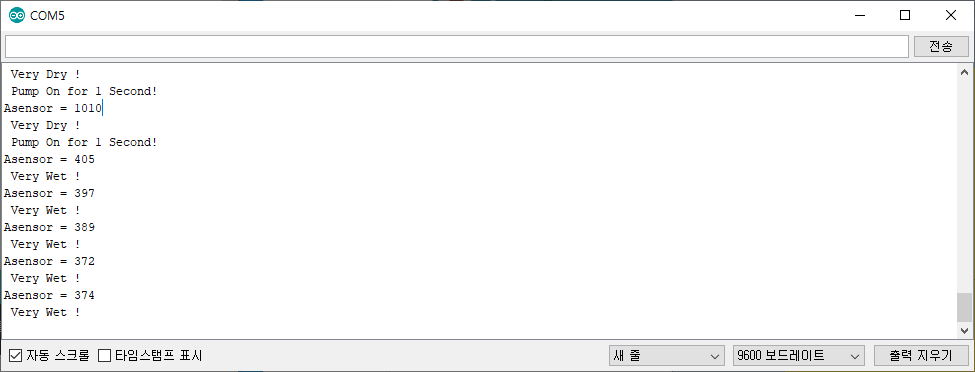 COM5
전송
Very Dry !
Pump On for 1 Second!
Asensor = 1010
Very Dry !
Pump On for 1 Second!
Asensor = 405
Very Wet !
Asensor = 397
Very Wet !
Asensor = 389
Very Wet !
Asensor = 372
Very Wet !
Asensor = 374
Very Wet !
자동 스크롤 타임스탬프 표시 새 줄 9600 보드레이트 출력 지우기